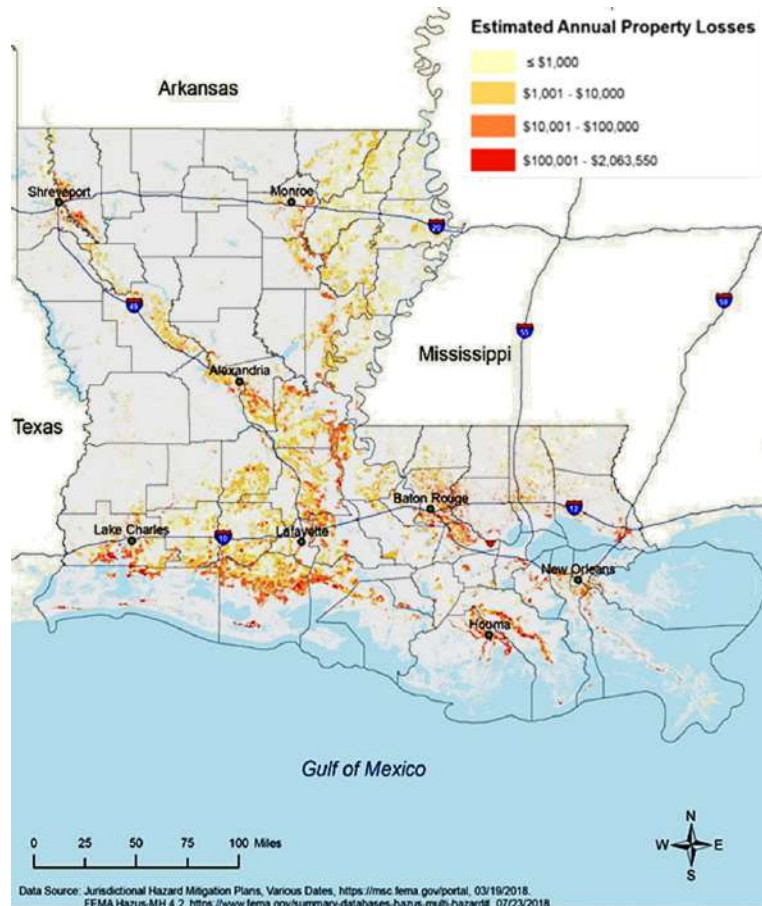 Estimated Annual Property Losses
≤ $1,000
$1,001 - $10,000
$10,001 - $100,000
$100,001 - $2,063,550
Arkansas
Shreveport
Monroe
20
49
55
59
Mississippi
Alexandria
Texas
Baton Rouge
12
Lake Charles
10
Lafayette
New Orleans
Houma
Gulf of Mexico
0 25 50 75 100 Miles
N
W E
S
Data Source: Jurisdictional Hazard Mitigation Plans, Various Dates, https://msc.fema.gov/portal, 03/19/2018.
FEMA Hazus-MH 4.2, https://www.fema.gov/summary-databases-hazus-multi-hazard#, 07/23/2018